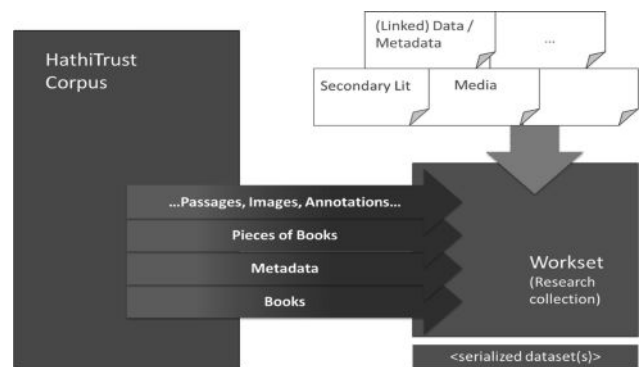 HathiTrust
Corpus
(Linked) Data /
Metadata
...
Secondary Lit
Media
...Passages, Images, Annotations...
Pieces of Books
Metadata
Books
Workset
(Research
collection)
<serialized dataset(s)>